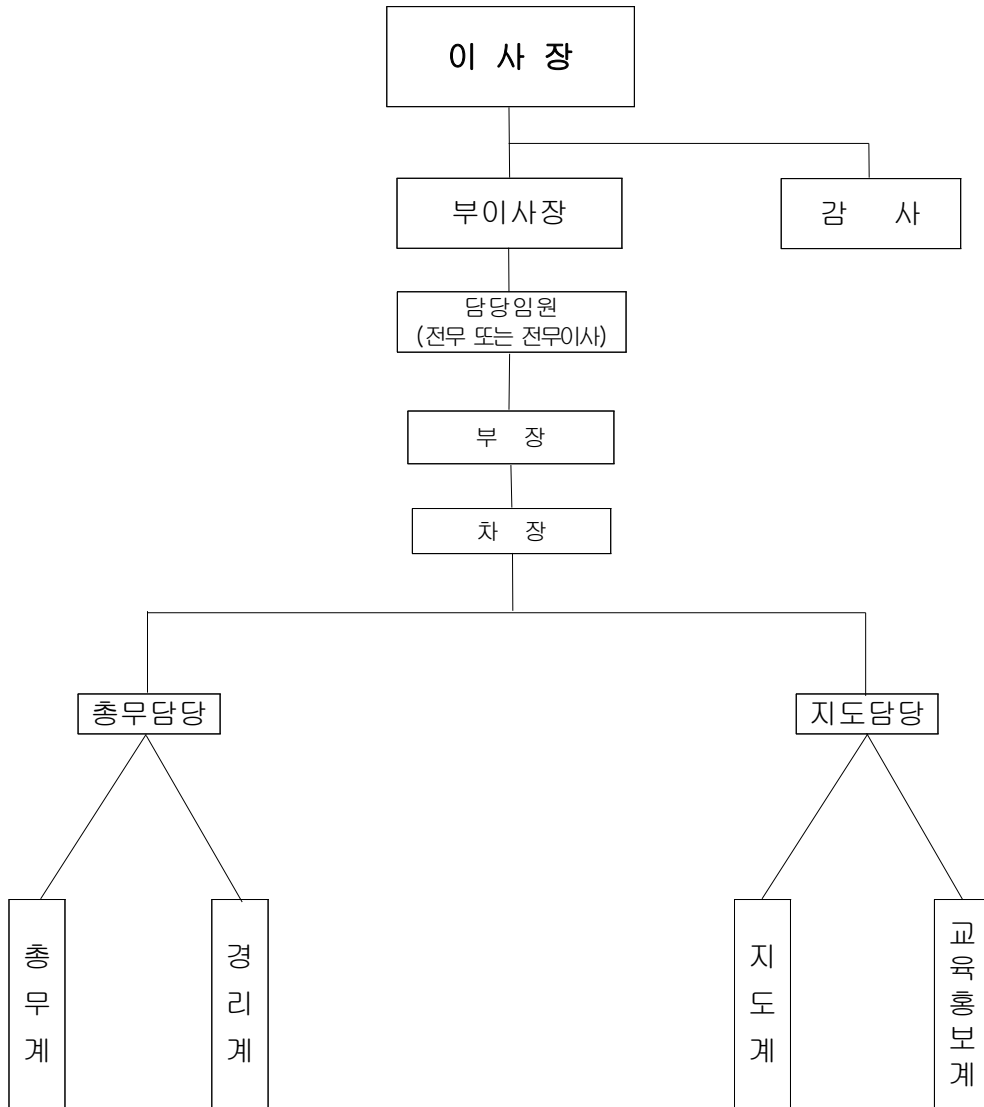 이 사 장
부이사장
감 사
담당임원
(전무 또는 전무이사)
부 장
차 장
총무담당
지도담당
총무계
경리계
지도계
교육홍보계